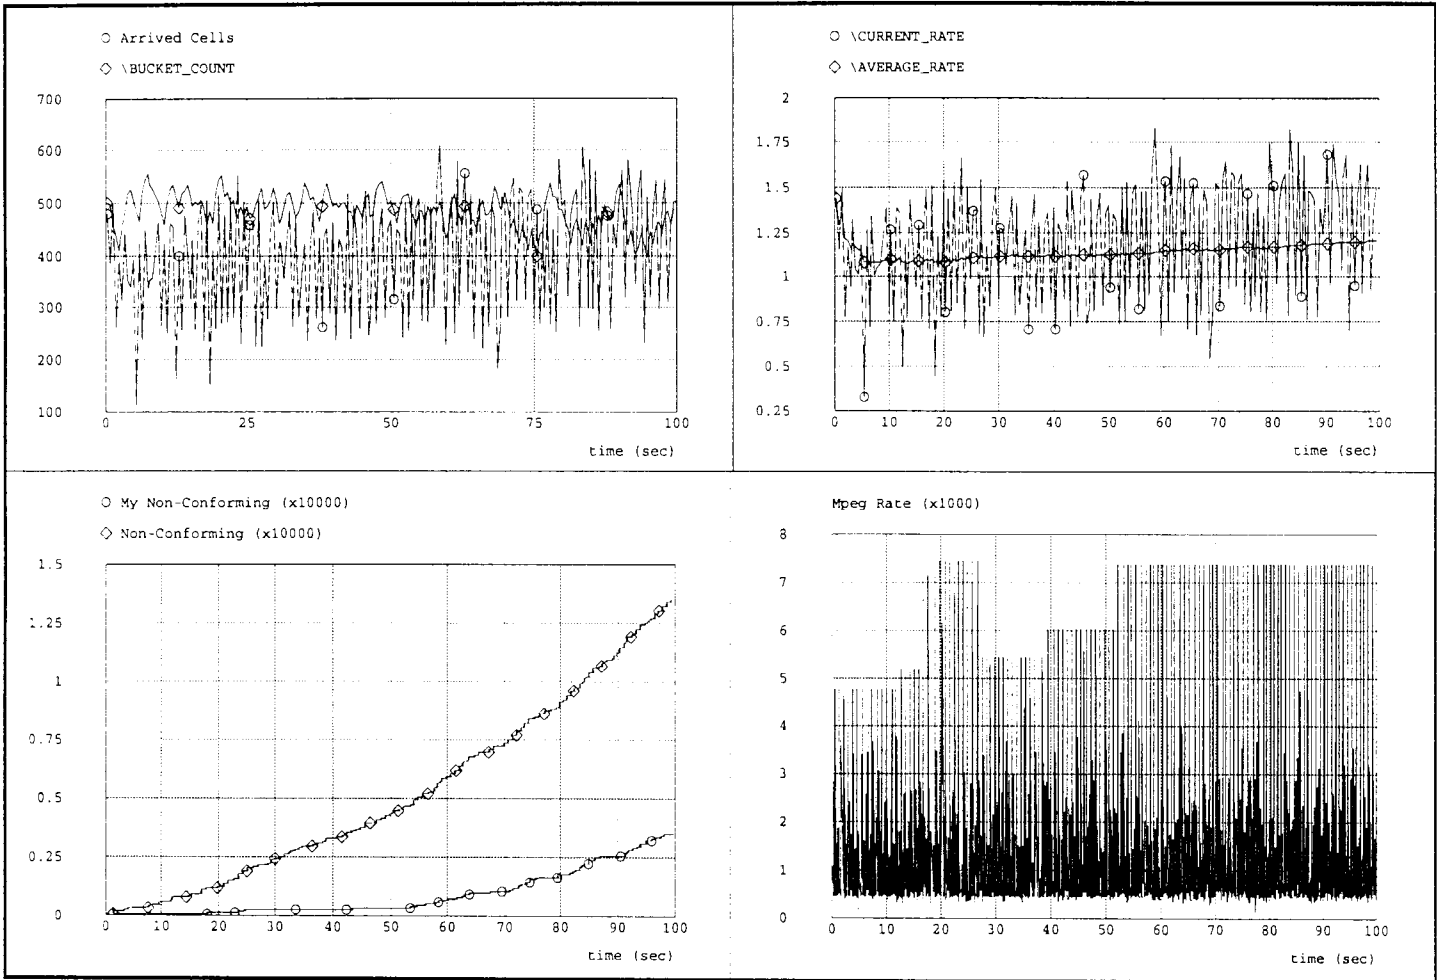 Arrived Cells
\BUCKET_COUNT
700
600
500
400
300
200
100
0 25 50 75 100
time (sec)
\CURRENT_RATE
\AVERAGE_RATE
2
1.75
1.5
1.25
1
0.75
0.5
0.25
0 10 20 30 40 50 60 70 80 90 100
time (sec)
My Non-Conforming (x10000)
Non-Conforming (x10000)
1.5
1.25
1
0.75
0.5
0.25
0
0 10 20 30 40 50 60 70 80 90 100
time (sec)
Mpeg Rate (x1000)
8
7
6
5
4
3
2
1
0
0 10 20 30 40 50 60 70 80 90 100
time (sec)